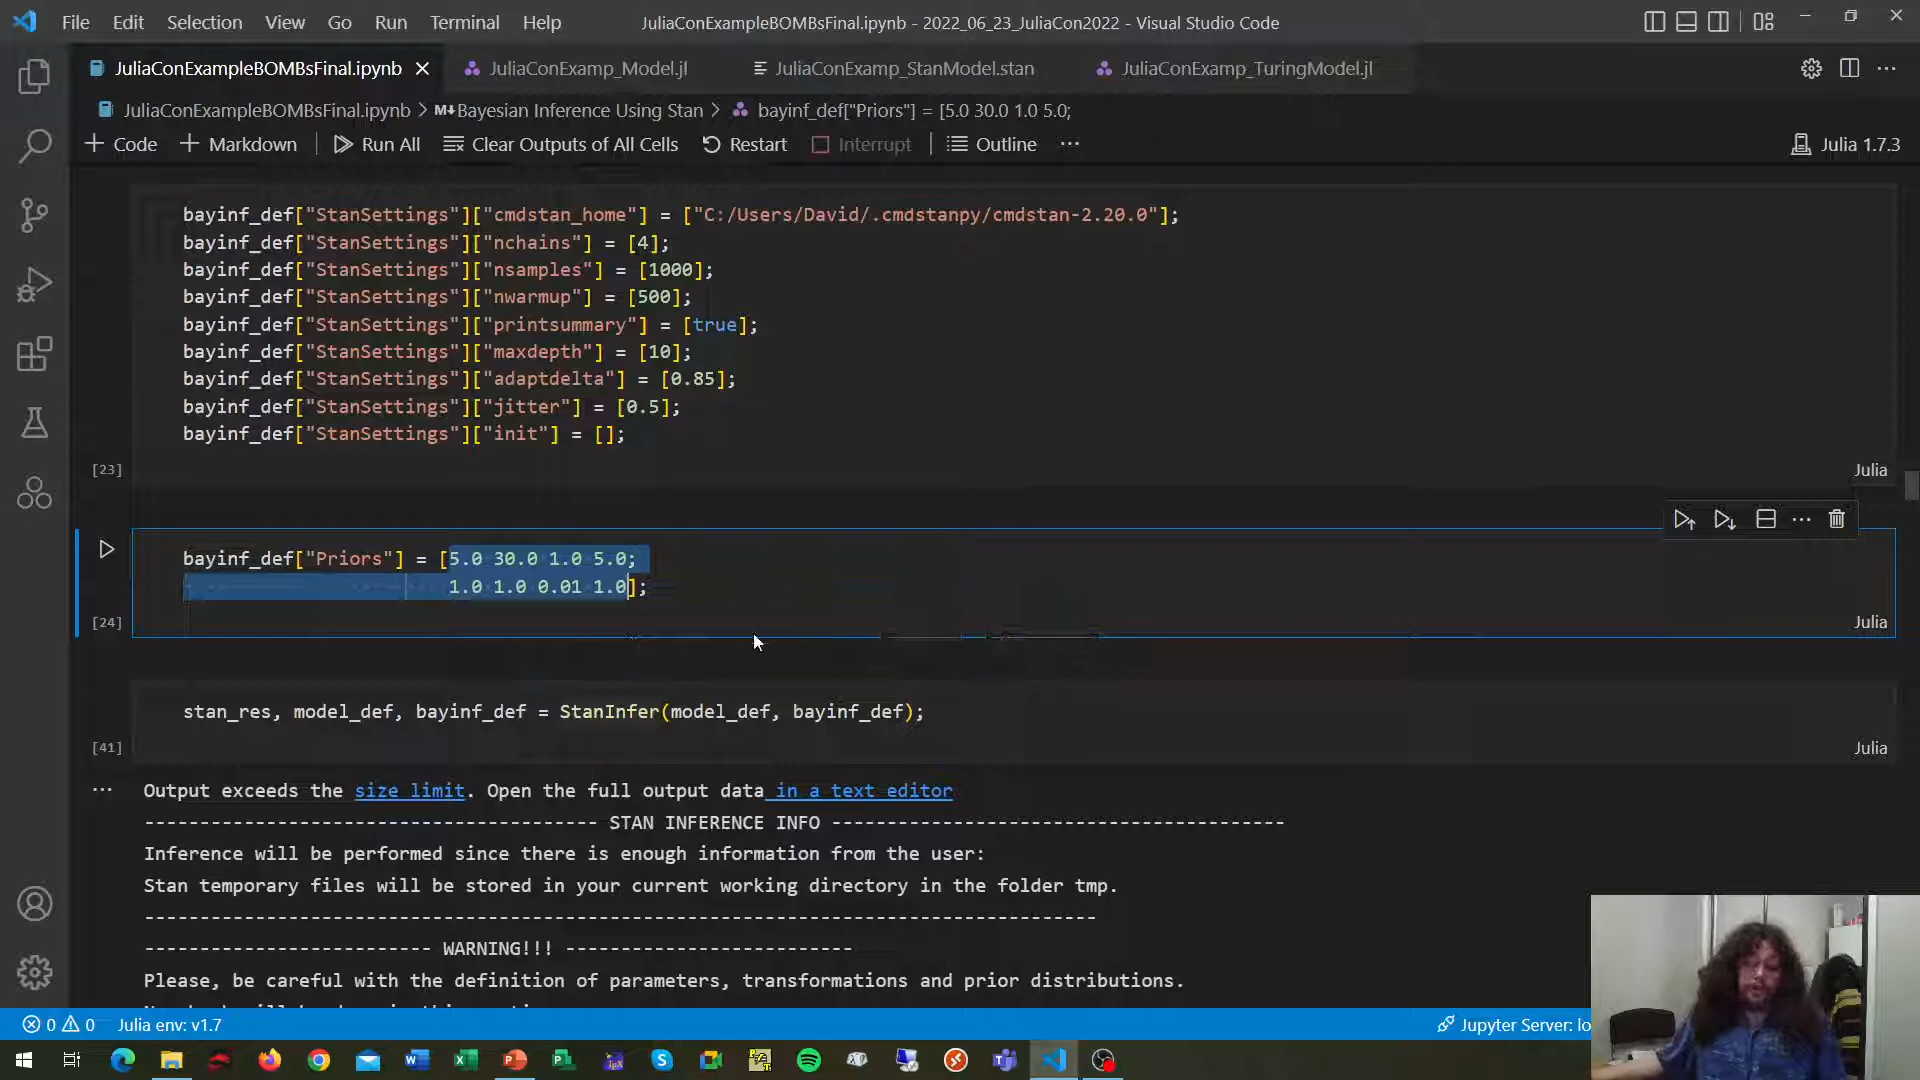 File Edit Selection View Go Run Terminal Help
JuliaConExampleBOMBsFinal.ipynb - 2022_06_23_JuliaCon2022 - Visual Studio Code
JuliaConExampleBOMBsFinal.ipynb JuliaConExamp_Model.jl JuliaConExamp_StanModel.stan JuliaConExamp_TuringModel.jl
JuliaConExampleBOMBsFinal.ipynb > M↓Bayesian Inference Using Stan > bayinf_def["Priors"] = [5.0 30.0 1.0 5.0;
+ Code + Markdown Run All Clear Outputs of All Cells Restart Interrupt Outline ··· Julia 1.7.3
bayinf_def["StanSettings"]["cmdstan_home"] = ["C:/Users/David/.cmdstanpy/cmdstan-2.20.0"];
bayinf_def["StanSettings"]["nchains"] = [4];
bayinf_def["StanSettings"]["nsamples"] = [1000];
bayinf_def["StanSettings"]["nwarmup"] = [500];
bayinf_def["StanSettings"]["printsummary"] = [true];
bayinf_def["StanSettings"]["maxdepth"] = [10];
bayinf_def["StanSettings"]["adaptdelta"] = [0.85];
bayinf_def["StanSettings"]["jitter"] = [0.5];
bayinf_def["StanSettings"]["init"] = [];
[23] Julia
bayinf_def["Priors"] = [5.0 30.0 1.0 5.0;
1.0 1.0 0.01 1.0];
[24] Julia
stan_res, model_def, bayinf_def = StanInfer(model_def, bayinf_def);
[41] Julia
Output exceeds the size limit. Open the full output data in a text editor
----------------------------------------- STAN INFERENCE INFO -----------------------------------------
Inference will be performed since there is enough information from the user:
Stan temporary files will be stored in your current working directory in the folder tmp.
--------------------------------------------------------------------------------------
-------------------------- WARNING!!! --------------------------
Please, be careful with the definition of parameters, transformations and prior distributions.
0 0 Julia env: v1.7 Jupyter Server: lo